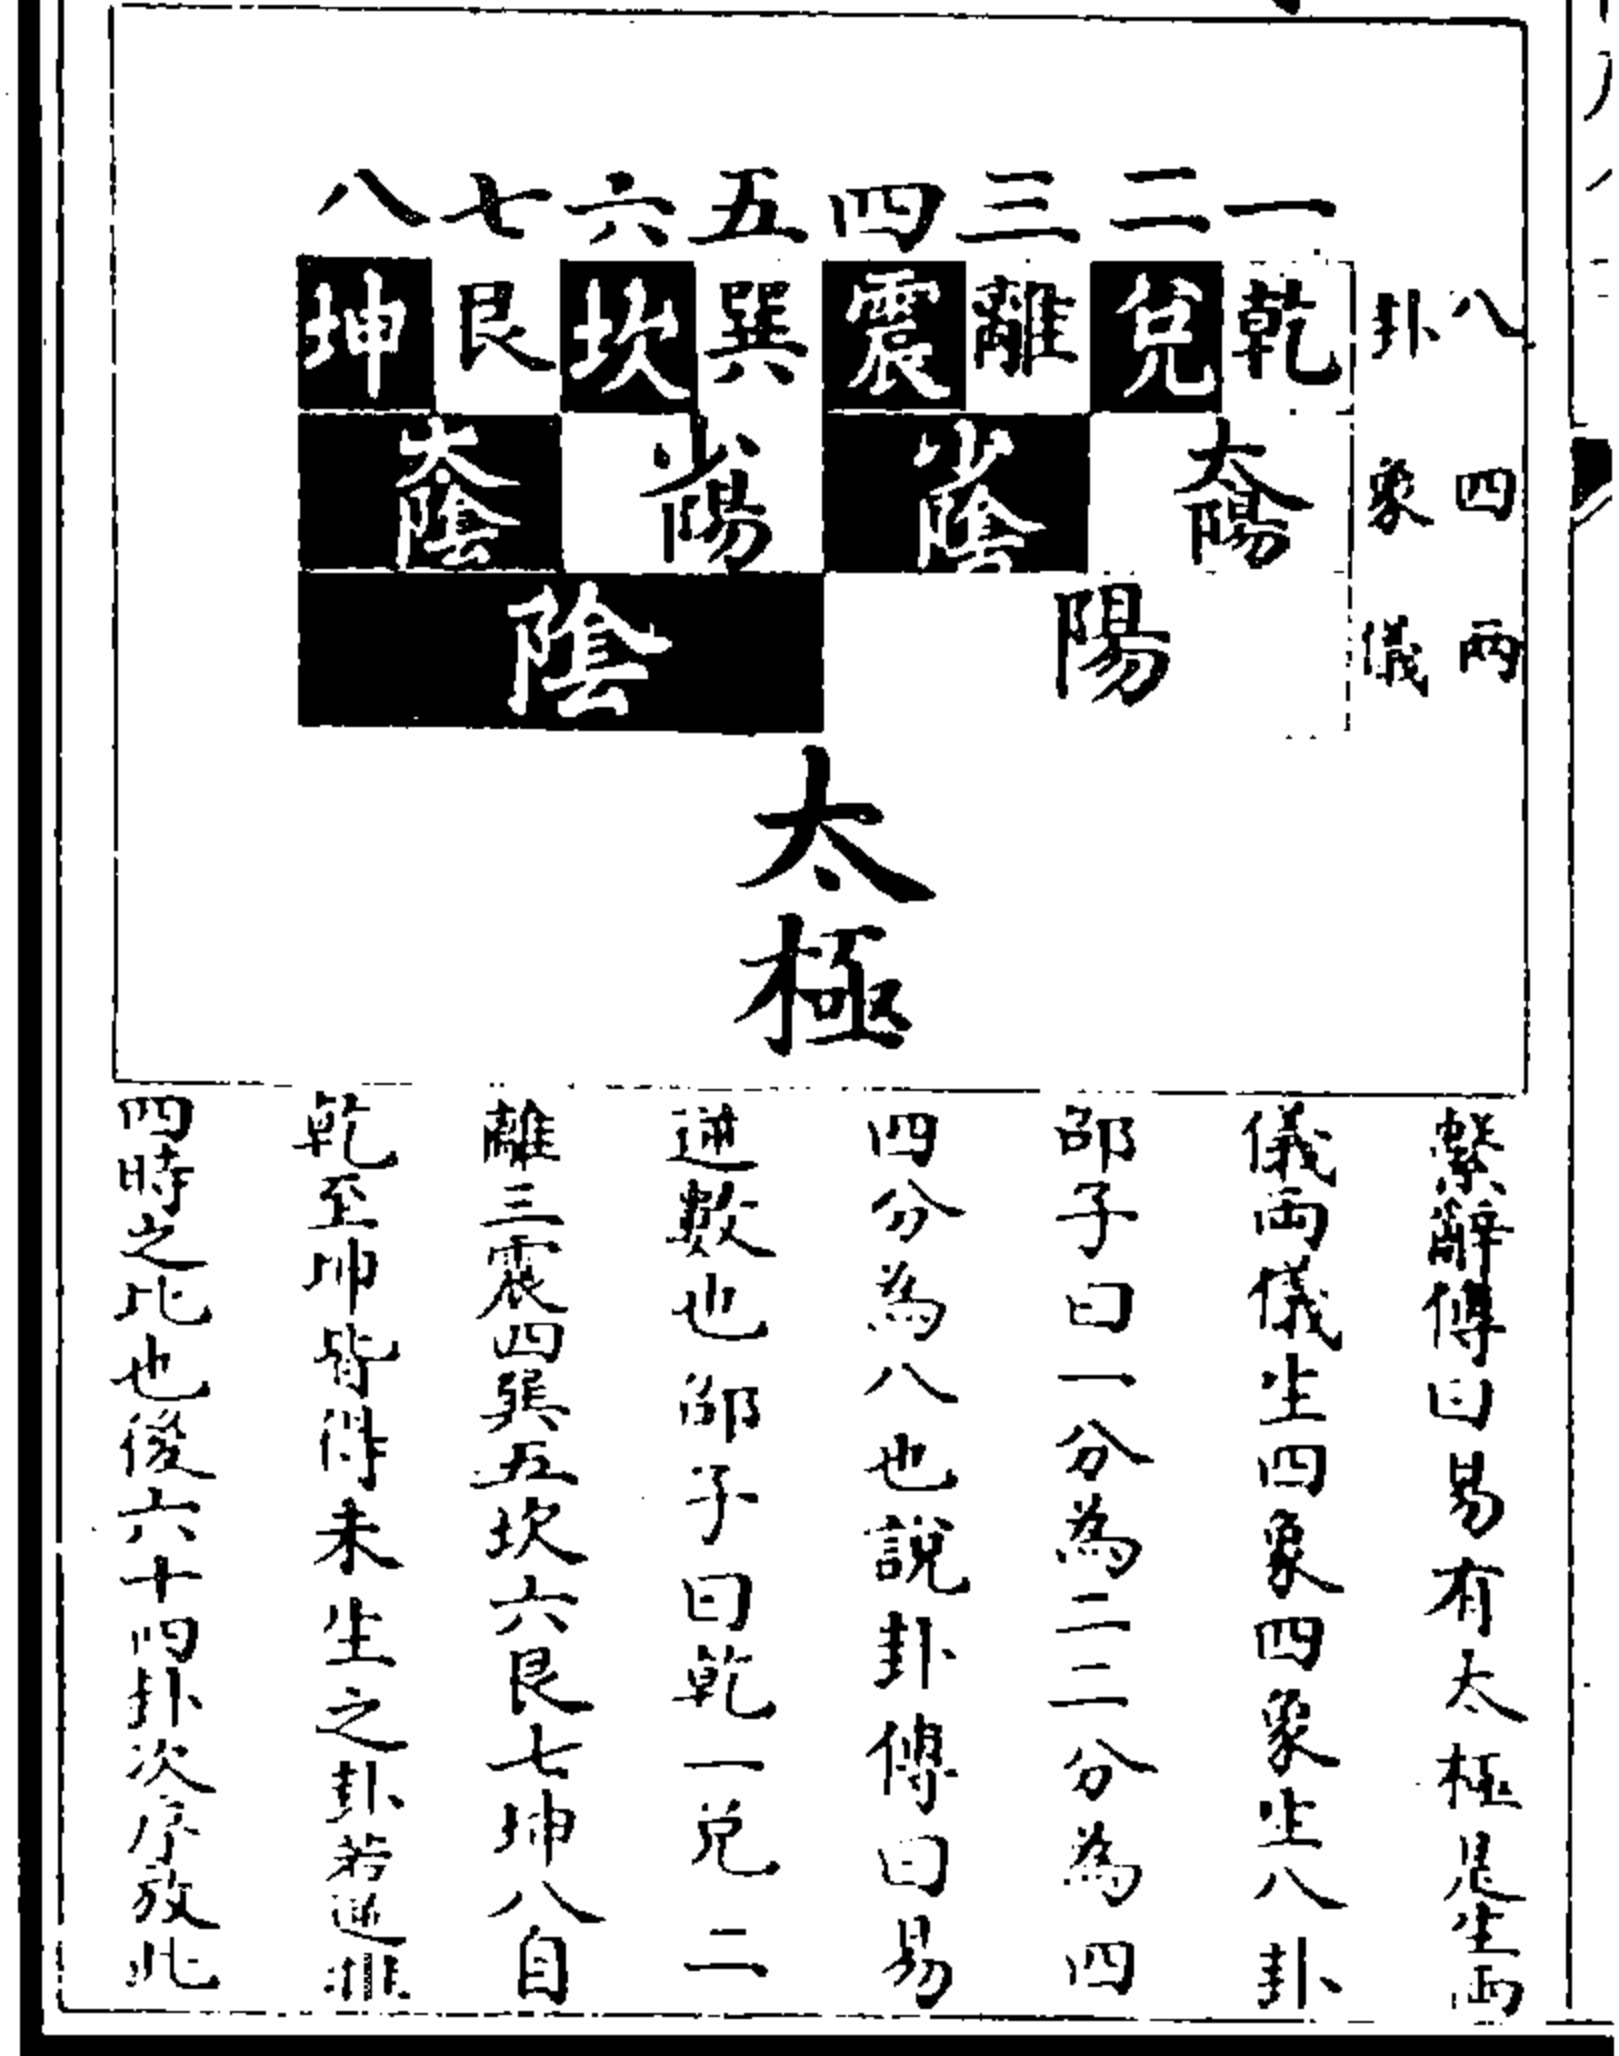 一二三四五六七八
八卦 乾兌離震巽坎艮坤
四象 太陽少陰少陽太陰
兩儀 陽陰
太極
繫辭傳曰易有太極是生兩
儀兩儀生四象四象生八卦
邵子曰一分為二二分為四
四分為八也說卦傳曰易
逆數也邵子曰乾一兌二
離三震四巽五坎六艮七坤八自
乾至坤皆得未生之卦若逆推
四時之比也後六十四卦次序放此